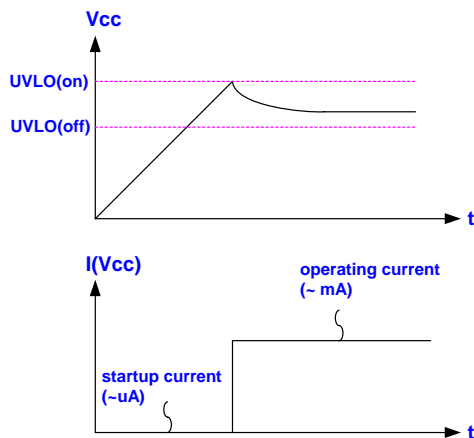 Vcc
UVLO(on)
UVLO(off)
t
I(Vcc)
operating current
(~ mA)
startup current
(~uA)
t